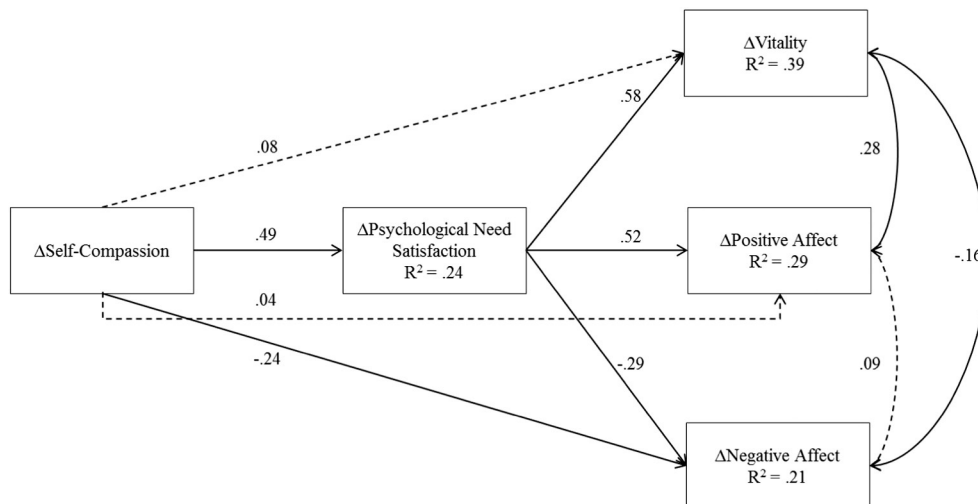 ΔVitality
R² = .39
.58
.08
.28
ΔSelf-Compassion
.49
ΔPsychological Need
Satisfaction
R² = .24
.52
ΔPositive Affect
R² = .29
-.16
.04
-.24
-.29
.09
ΔNegative Affect
R² = .21